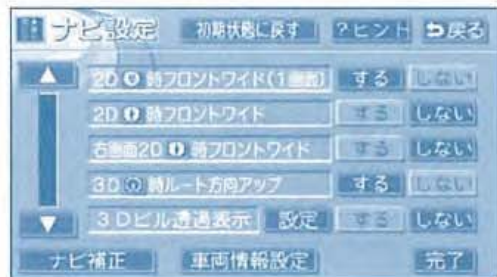 ナビ設定 初期状態に戻す ?ヒント 戻る
2D 時フロントワイド(1画面) する しない
2D 時フロントワイド する しない
右画面2D 時フロントワイド する しない
3D 時ルート方向アップ する しない
3Dビル透過表示 設定 する しない
ナビ補正 車両情報設定 完了